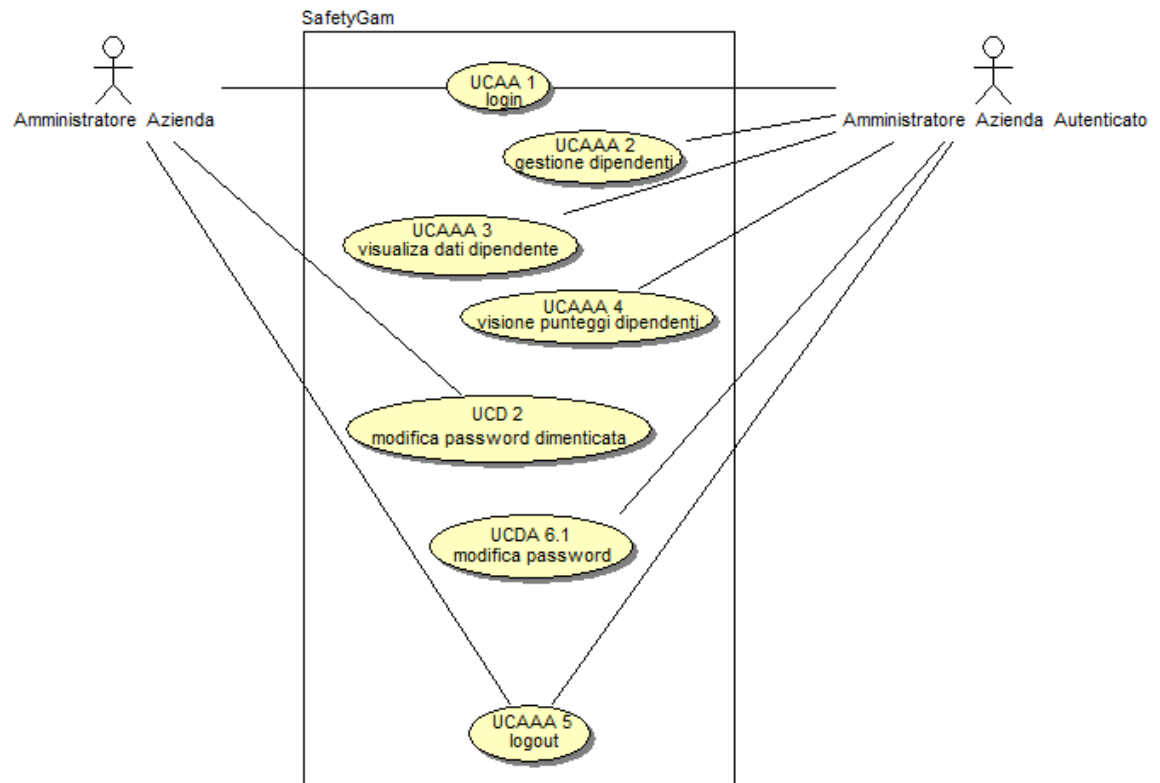 SafetyGam
UCAA 1
login
Amministratore Azienda
Amministratore Azienda Autenticato
UCAAA 2
gestione dipendenti
UCAAA 3
visualiza dati dipendente
UCAAA 4
visione punteggi dipendenti
UCD 2
modifica password dimenticata
UCDA 6.1
modifica password
UCAAA 5
logout